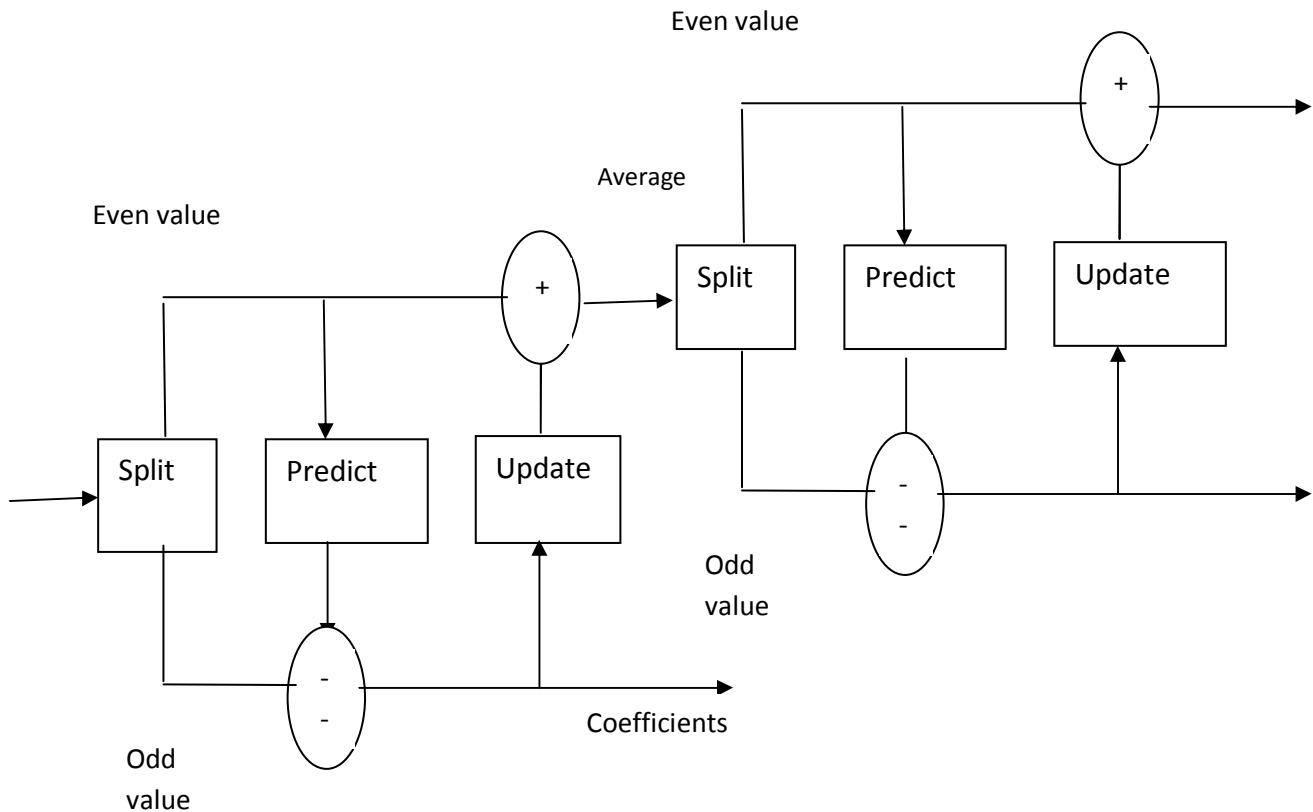 Even value
+
Average
Even value
Split
Predict
Update
+
Split
Predict
Update
-
-
Odd
value
-
-
Coefficients
Odd
value